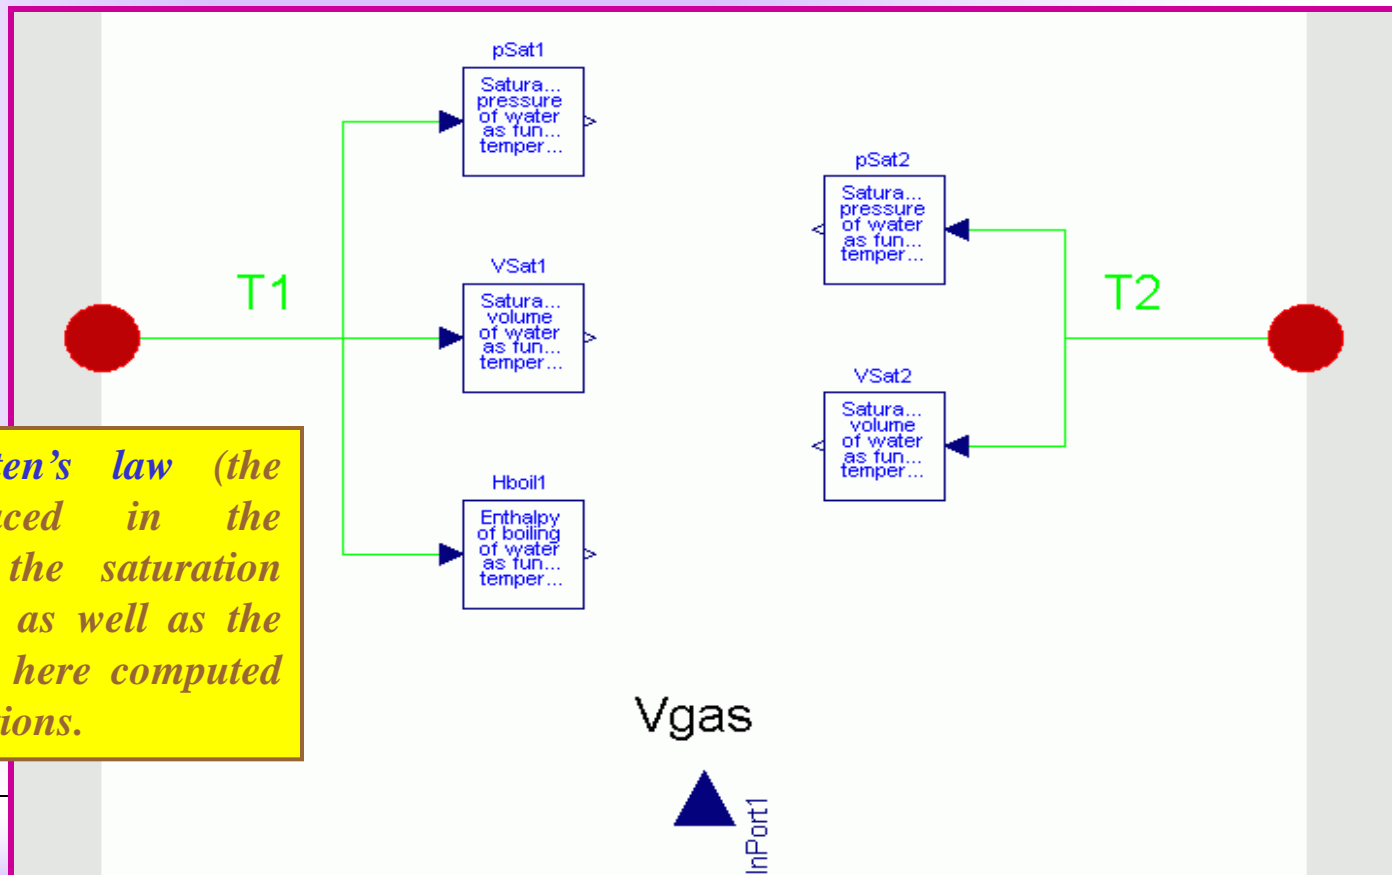 pSat1
Satura...
pressure
of water
as fun...
temper...
pSat2
Satura...
pressure
of water
as fun...
temper...
T1
VSat1
Satura...
volume
of water
as fun...
temper...
T2
VSat2
Satura...
volume
of water
as fun...
temper...
Hboil1
Enthalpy
of boiling
of water
as fun...
temper...
law (the
in the
the saturation
as well as the
here computed
Vgas
InPort1